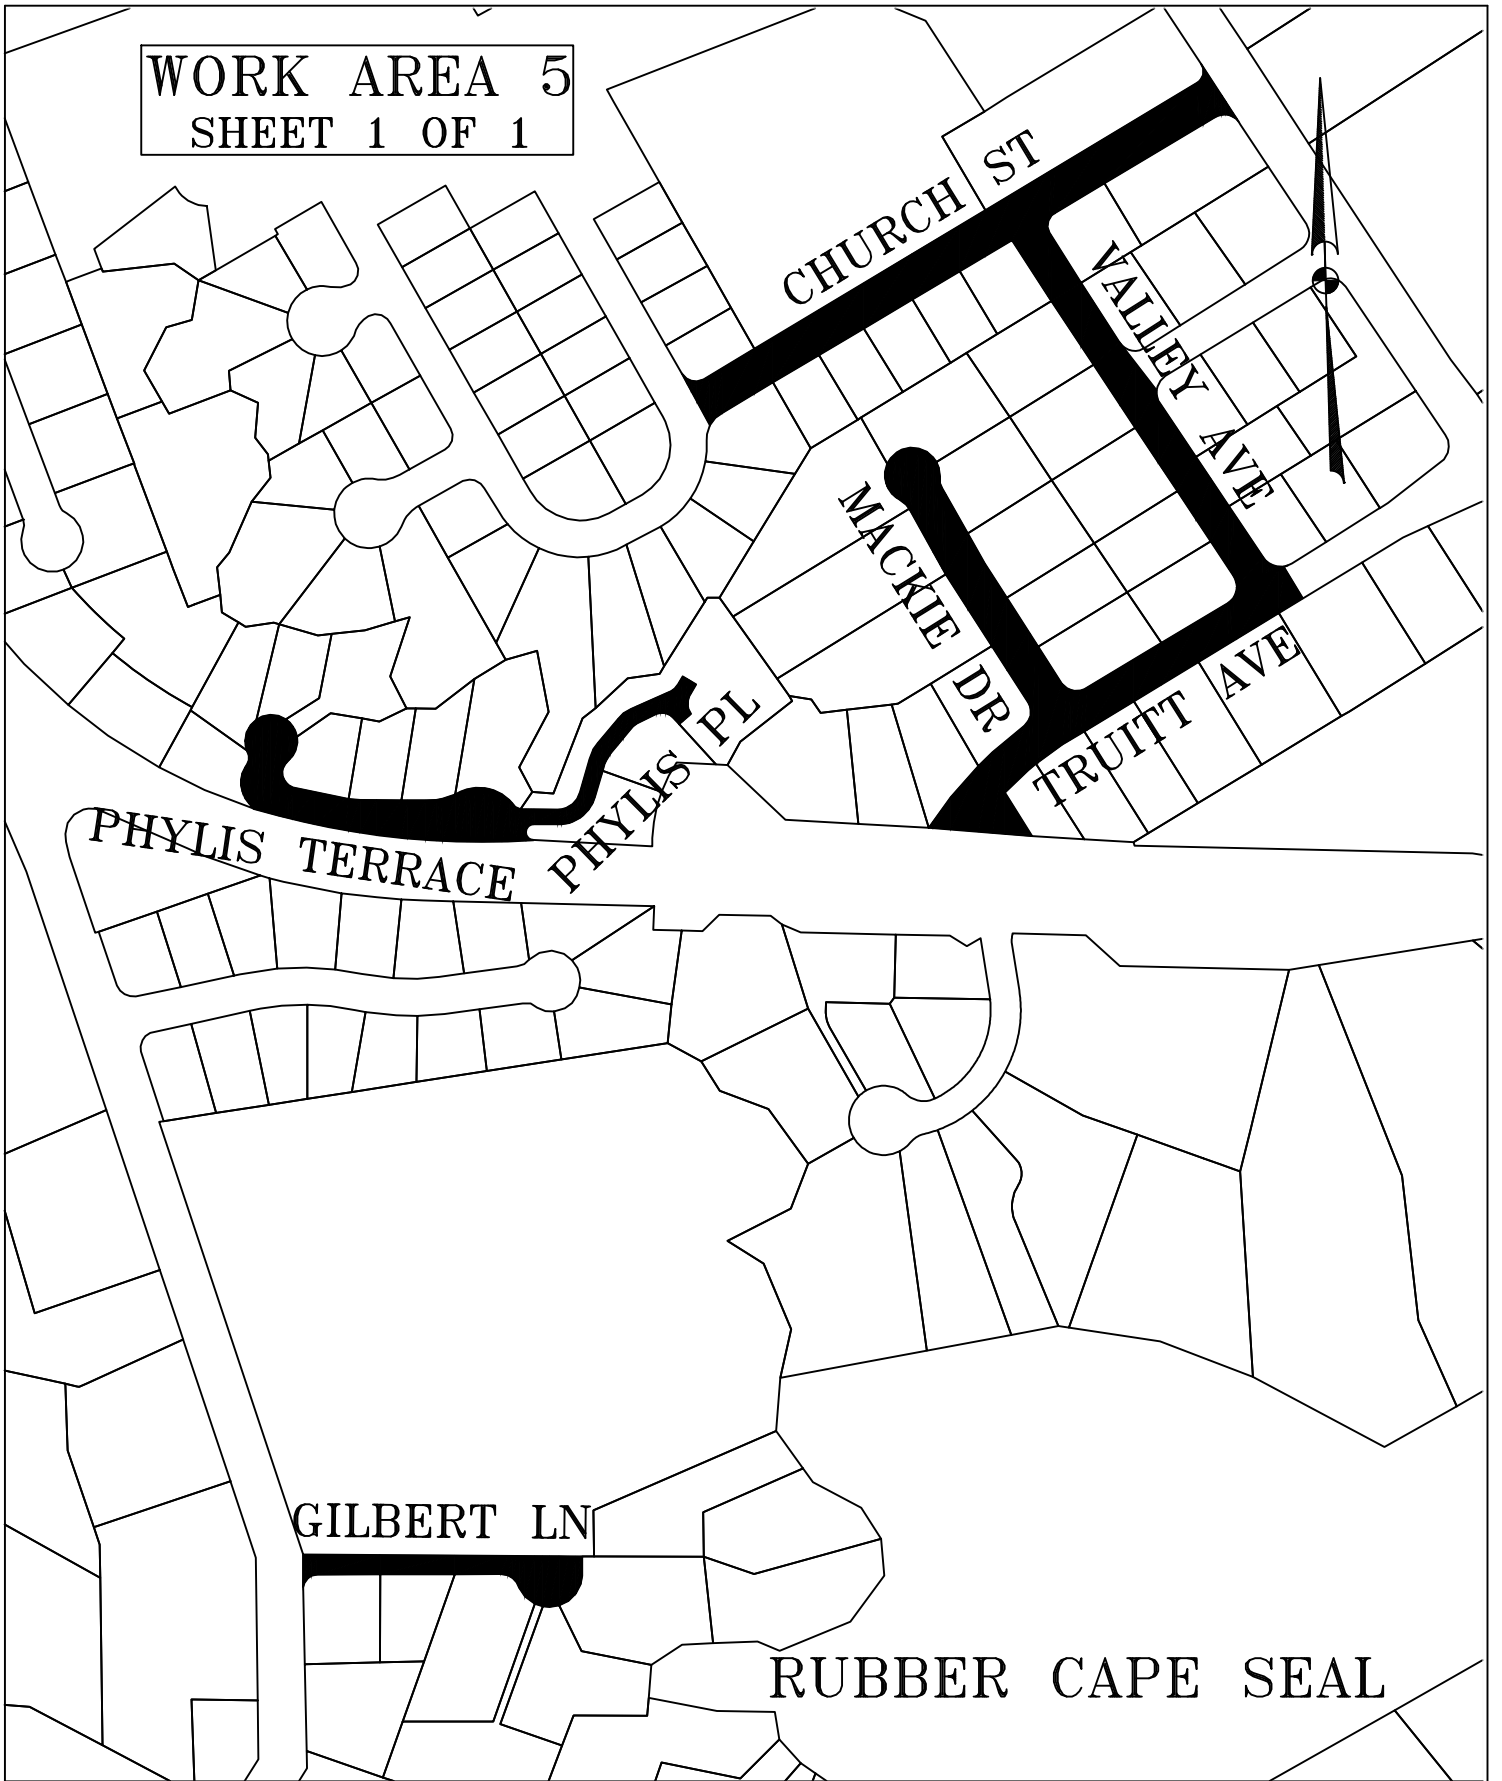 WORK AREA 5
SHEET 1 OF 1
CHURCH ST
VALLEY AVE
MACKIE DR
TRUITT AVE
PHYLIS PL
PHYLIS TERRACE
GILBERT LN
RUBBER CAPE SEAL